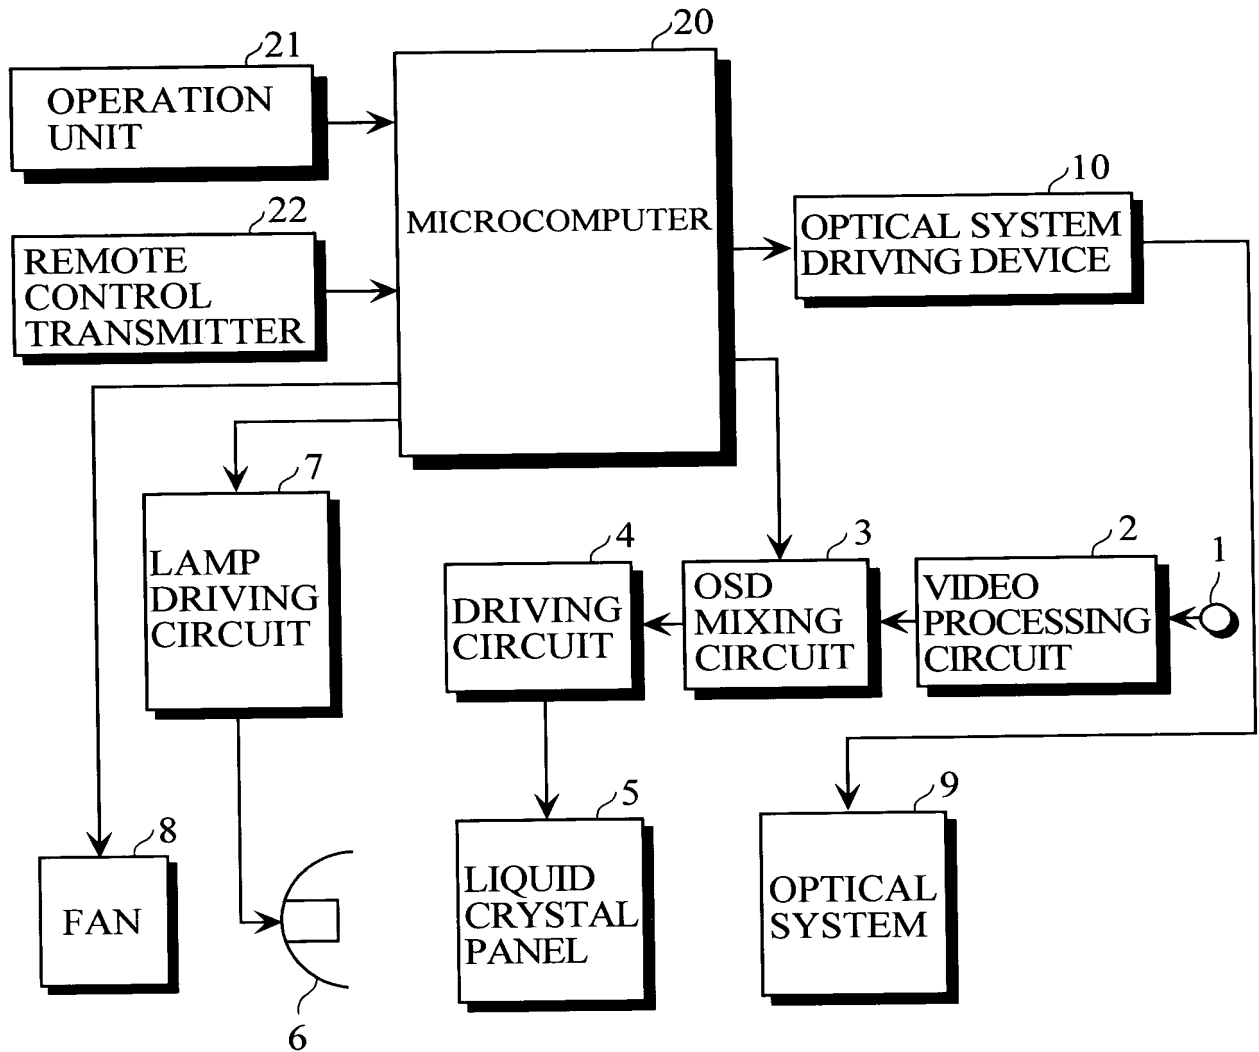 20
21
OPERATION
UNIT
MICROCOMPUTER
22
REMOTE
CONTROL
TRANSMITTER
10
OPTICAL SYSTEM
DRIVING DEVICE
7
LAMP
DRIVING
CIRCUIT
4
DRIVING
CIRCUIT
3
OSD
MIXING
CIRCUIT
2
VIDEO
PROCESSING
CIRCUIT
1
8
FAN
6
5
LIQUID
CRYSTAL
PANEL
9
OPTICAL
SYSTEM